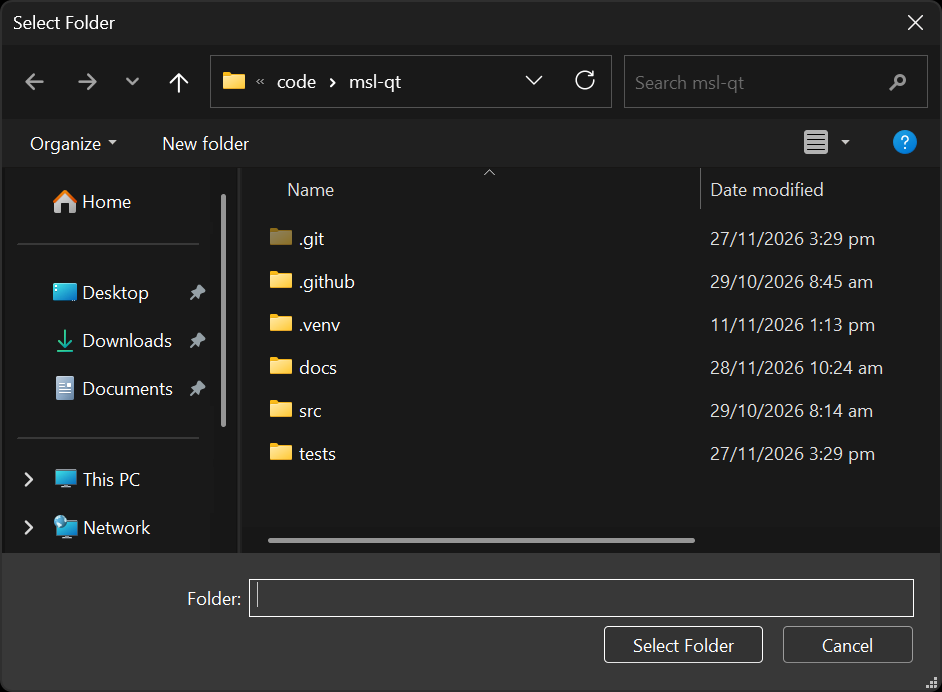 Select Folder
« code › msl-qt
Search msl-qt
Organize
New folder
?
Home
Desktop
Downloads
Documents
This PC
Network
Name Date modified
.git 27/11/2026 3:29 pm
.github 29/10/2026 8:45 am
.venv 11/11/2026 1:13 pm
docs 28/11/2026 10:24 am
src 29/10/2026 8:14 am
tests 27/11/2026 3:29 pm
Folder:
Select Folder
Cancel